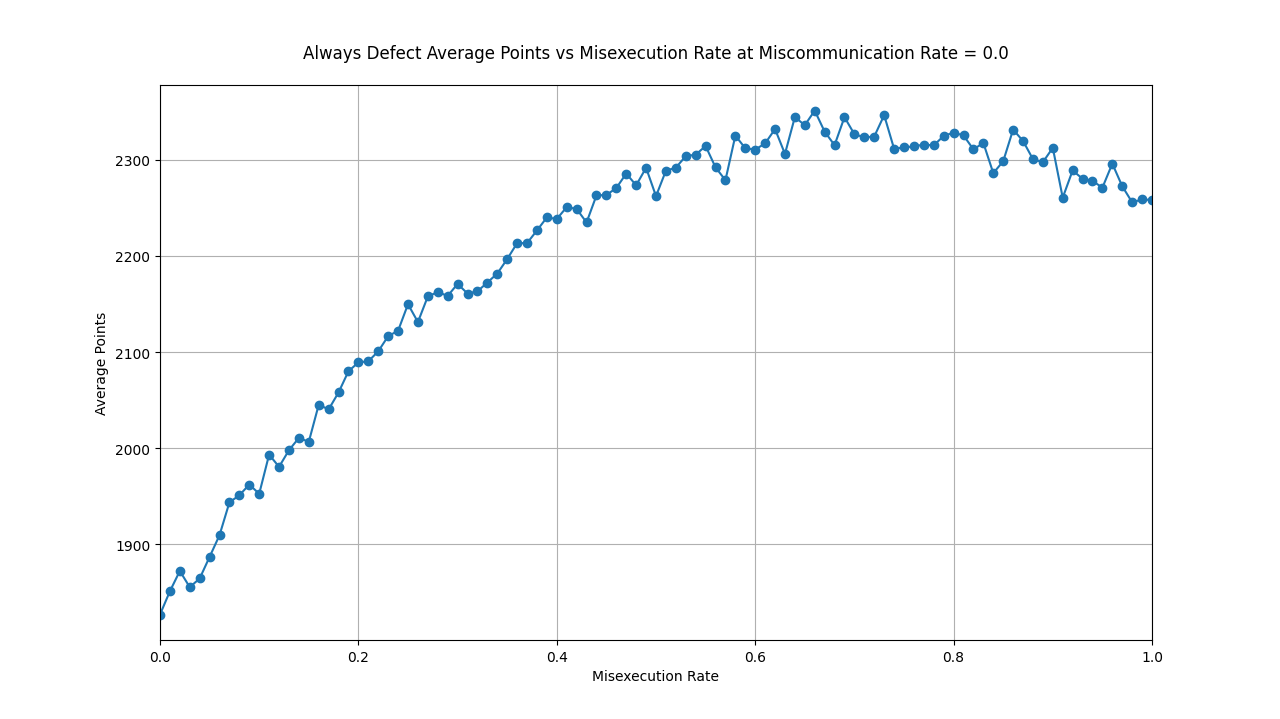 Always Defect Average Points vs Misexecution Rate at Miscommunication Rate = 0.0
Average Points
2300
2200
2100
2000
1900
0.0 0.2 0.4 0.6 0.8 1.0
Misexecution Rate